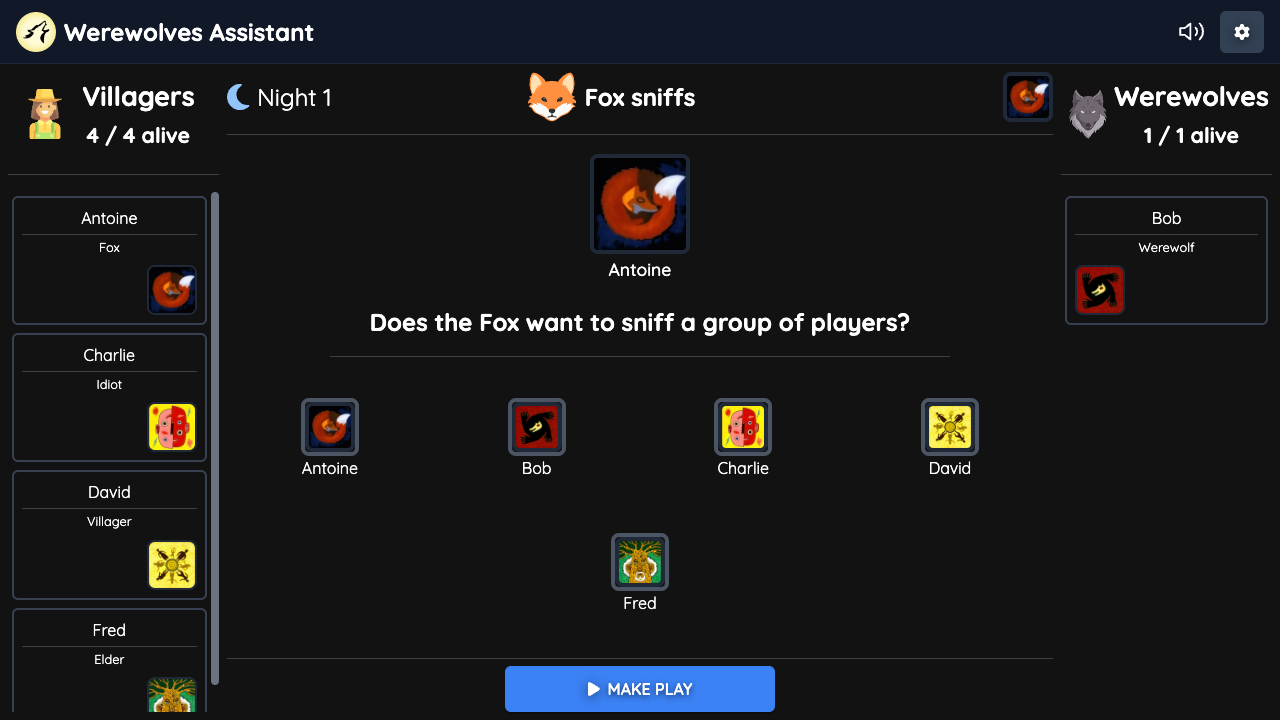 Werewolves Assistant
Villagers
4 / 4 alive
Night 1
Fox sniffs
Werewolves
1 / 1 alive
Antoine
Fox
Charlie
Idiot
David
Villager
Fred
Elder
Antoine
Does the Fox want to sniff a group of players?
Antoine
Bob
Charlie
David
Fred
MAKE PLAY
Bob
Werewolf